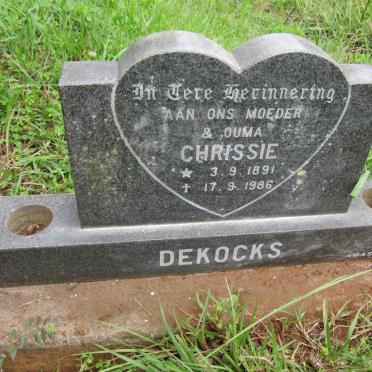 In Tere Herinnering
AAN ONS MOEDER
& OUMA
CHRISSIE
★ 3.9.1891
✝ 17.9.1986
DEKOCKS